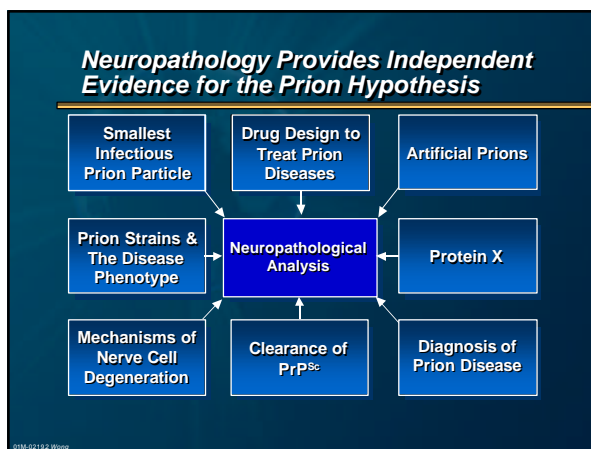 Neuropathology Provides Independent
Evidence for the Prion Hypothesis
Smallest
Infectious
Prion Particle
Drug Design to
Treat Prion
Diseases
Artificial Prions
Prion Strains &
The Disease
Phenotype
Neuropathological
Analysis
Protein X
Mechanisms of
Nerve Cell
Degeneration
Clearance of
PrPSc
Diagnosis of
Prion Disease
01M-02192 Wong